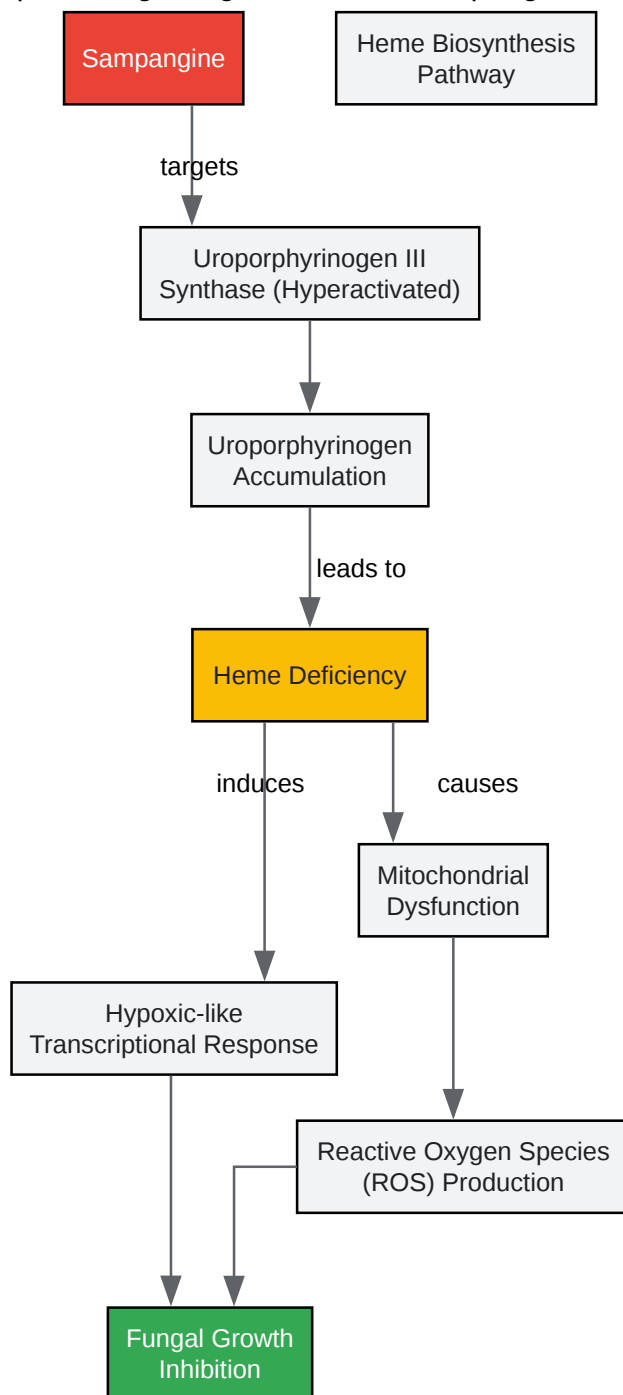 Sampangine
Heme Biosynthesis
Pathway
targets
Uroporphyrinogen III
Synthase (Hyperactivated)
Uroporphyrinogen
Accumulation
leads to
Heme Deficiency
induces
causes
Mitochondrial
Dysfunction
Hypoxic-like
Transcriptional Response
Reactive Oxygen Species
(ROS) Production
Fungal Growth
Inhibition